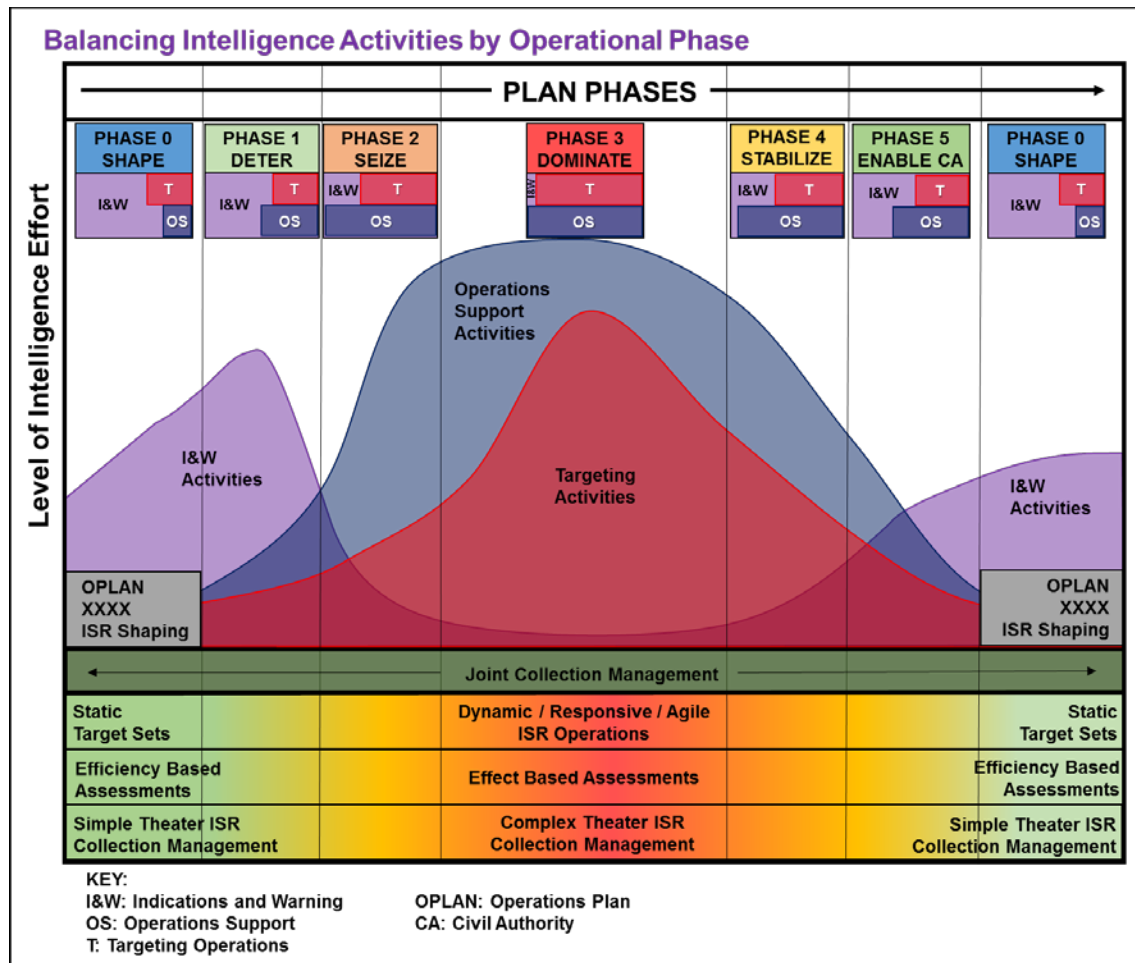 Balancing Intelligence Activities by Operational Phase
PLAN PHASES
PHASE 0
SHAPE
I&W
T
OS
PHASE 1
DETER
I&W
T
OS
PHASE 2
SEIZE
I&W
T
OS
PHASE 3
DOMINATE
I&W
T
OS
PHASE 4
STABILIZE
I&W
T
OS
PHASE 5
ENABLE CA
I&W
T
OS
PHASE 0
SHAPE
I&W
T
OS
Level of Intelligence Effort
Operations
Support
Activities
I&W
Activities
Targeting
Activities
I&W
Activities
OPLAN
XXXX
ISR Shaping
OPLAN
XXXX
ISR Shaping
Joint Collection Management
Static
Target Sets
Dynamic / Responsive / Agile
ISR Operations
Static
Target Sets
Efficiency Based
Assessments
Effect Based Assessments
Efficiency Based
Assessments
Simple Theater ISR
Collection Management
Complex Theater ISR
Collection Management
Simple Theater ISR
Collection Management
KEY:
I&W: Indications and Warning
OS: Operations Support
T: Targeting Operations
OPLAN: Operations Plan
CA: Civil Authority